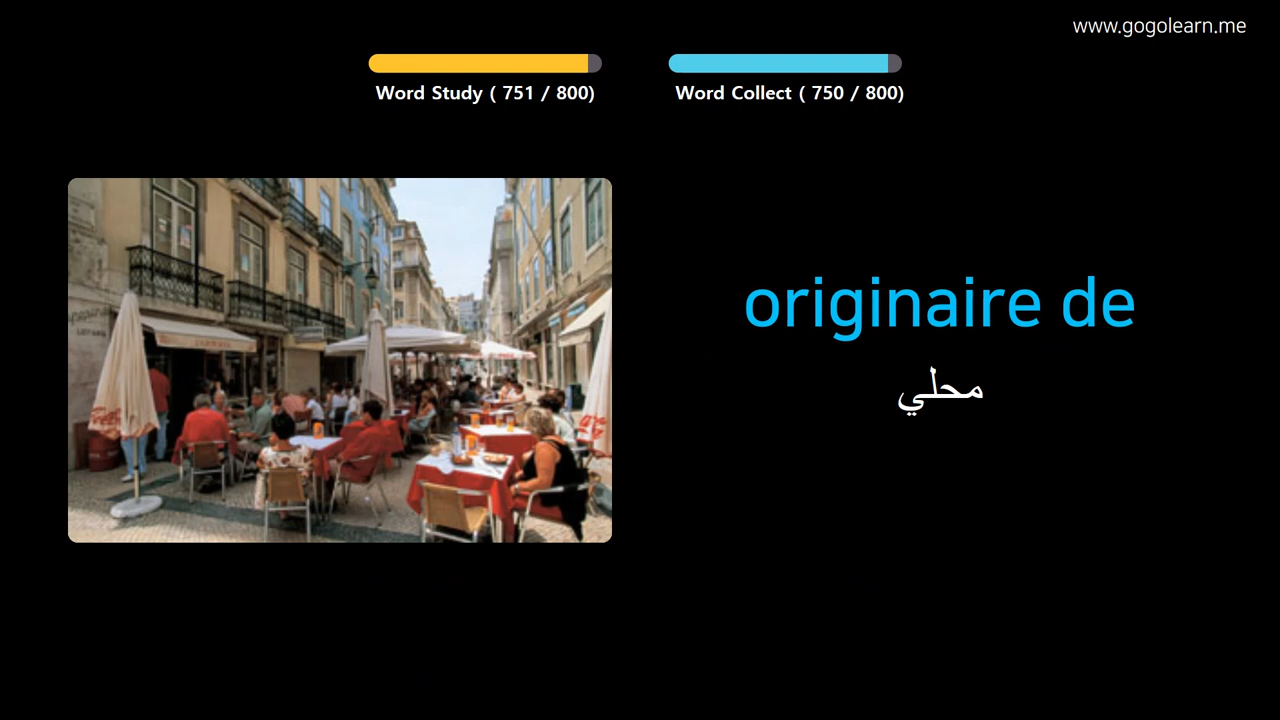 www.gogolearn.me
Word Study ( 751 / 800)
Word Collect ( 750 / 800)
originaire de
محلي